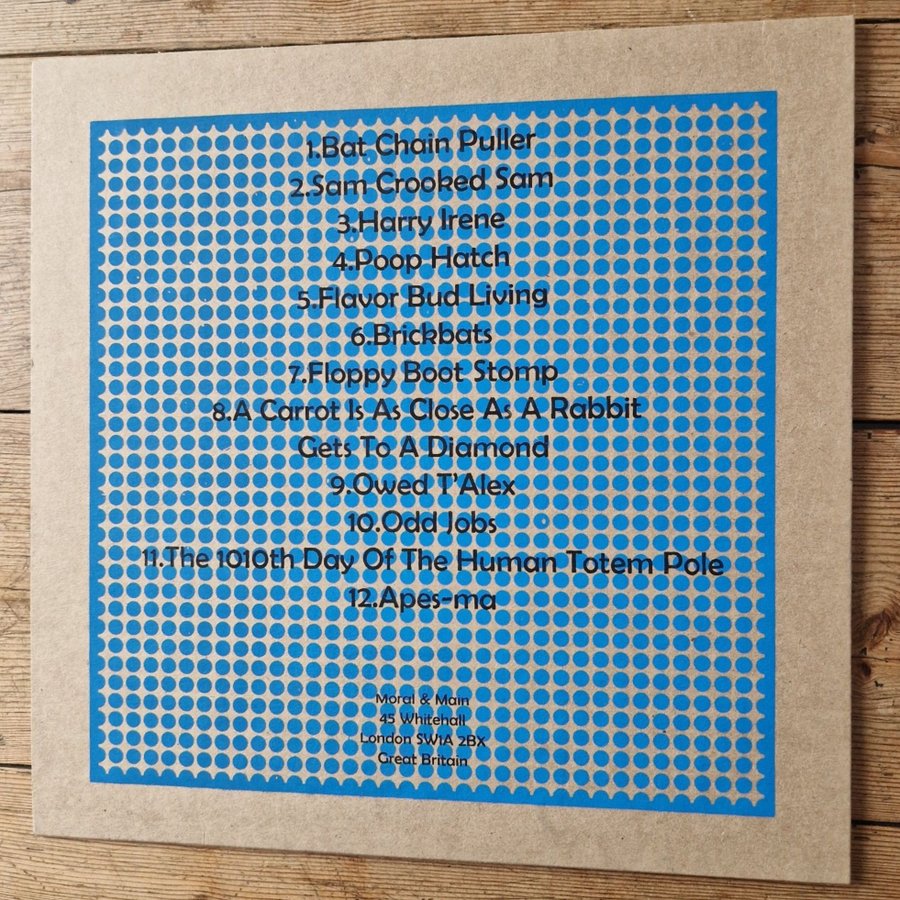 1.Bat Chain Puller
2.Sam Crooked Sam
3.Harry Irene
4.Poop Hatch
5.Flavor Bud Living
6.Brickbats
7.Floppy Boot Stomp
8.A Carrot Is As Close As A Rabbit
Gets To A Diamond
9.Owed T'Alex
10.Odd Jobs
11.The 1010th Day Of The Human Totem Pole
12.Apes-ma
Moral & Main
45 Whitehall
London SW1A 2BX
Great Britain